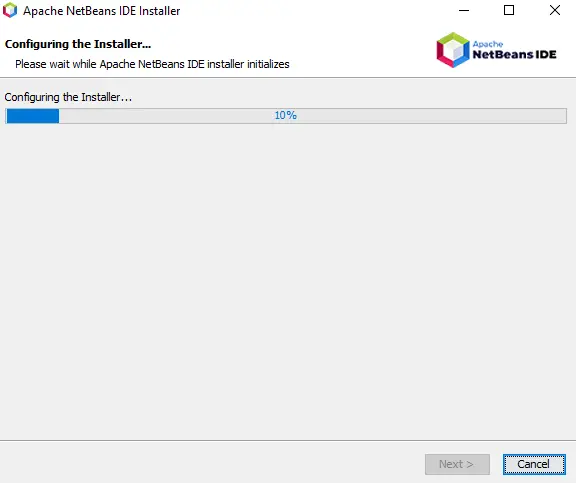 Apache NetBeans IDE Installer
Configuring the Installer...
Please wait while Apache NetBeans IDE installer initializes
Apache
NetBeans IDE
Configuring the Installer...
10%
Next >
Cancel